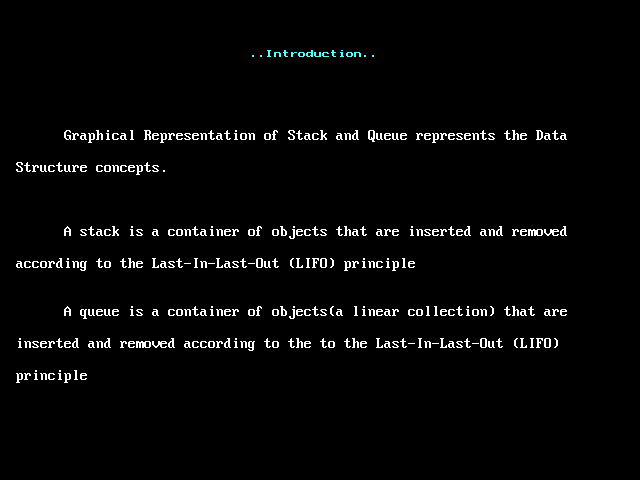 ..Introduction..
Graphical Representation of Stack and Queue represents the Data
Structure concepts.
A stack is a container of objects that are inserted and removed
according to the Last-In-Last-Out (LIFO) principle
A queue is a container of objects(a linear collection) that are
inserted and removed according to the to the Last-In-Last-Out (LIFO)
principle